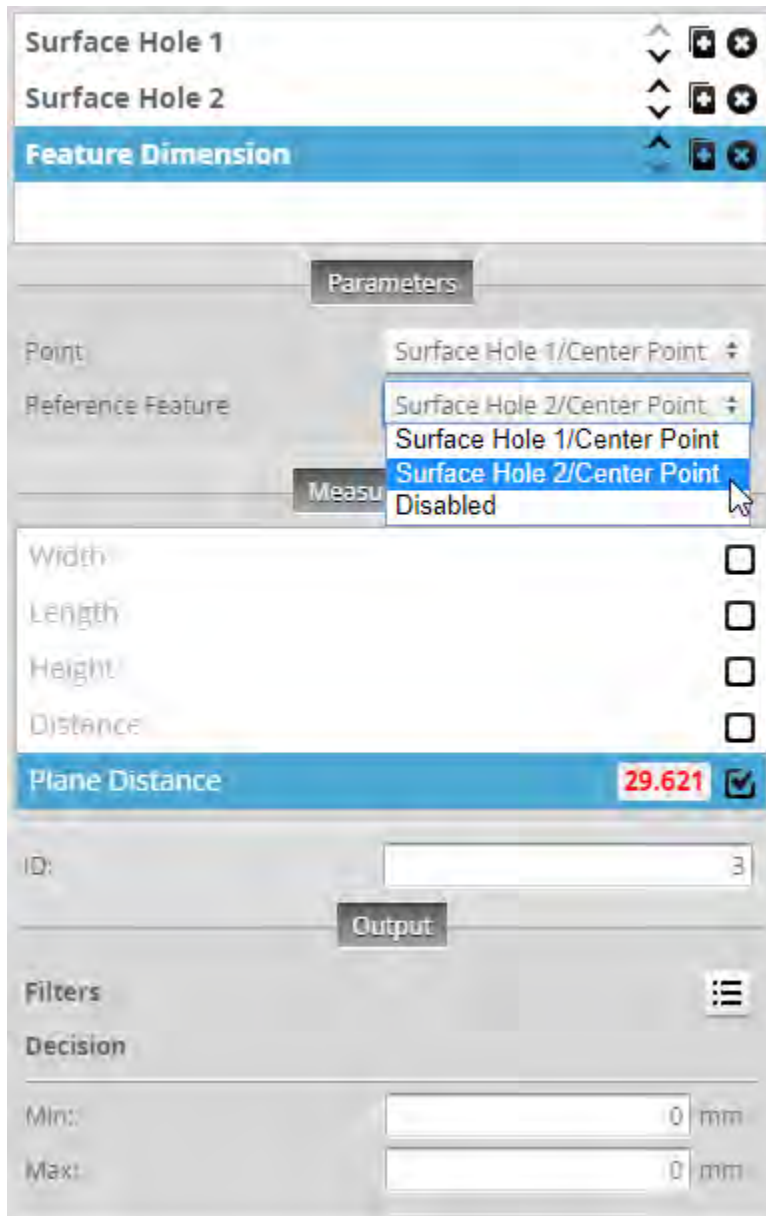 Surface Hole 1
Surface Hole 2
Feature Dimension
Parameters
Point: Surface Hole 1/Center Point
Reference Feature Surface Hole 2/Center Point
Surface Hole 1/Center Point
Surface Hole 2/Center Point
Disabled
Measu
Width
Length
Height
Distance
Plane Distance 29.621
ID: 3
Output
Filters
Decision
Min: 0 mm
Max: 0 mm